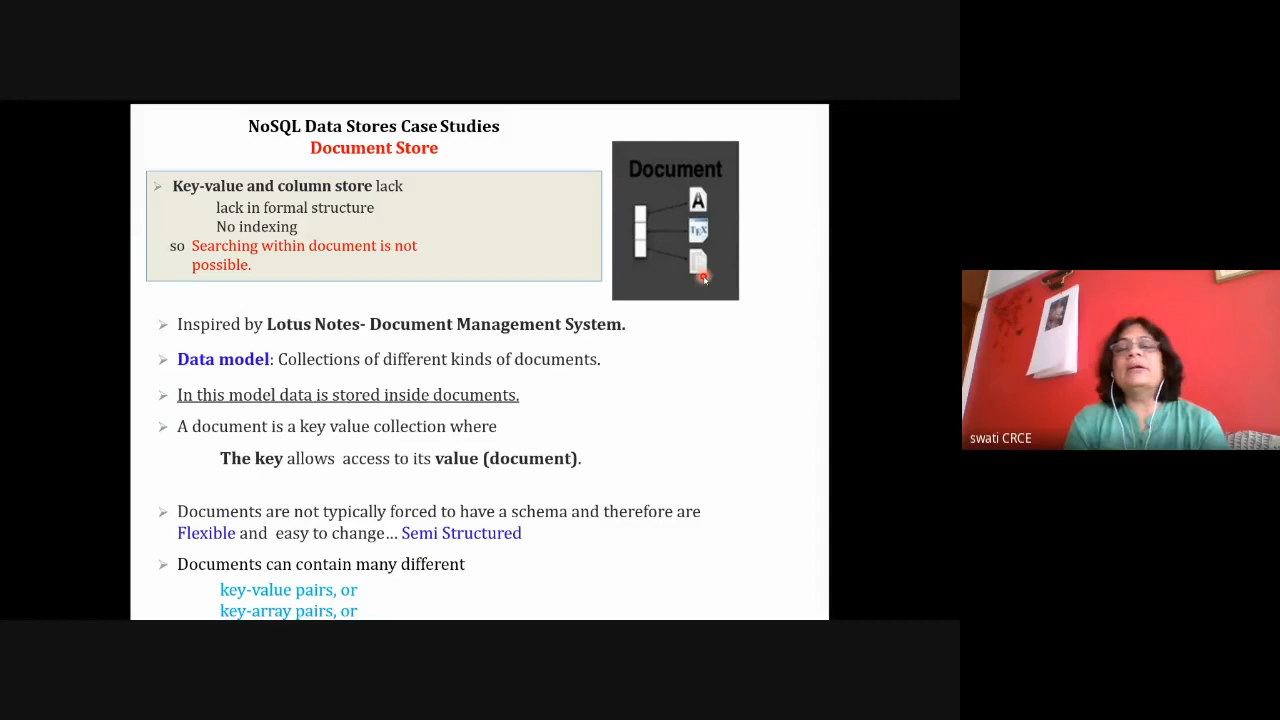 NoSQL Data Stores Case Studies
Document Store
Key-value and column store lack
lack in formal structure
No indexing
so Searching within document is not
possible.
Document
A
TEX
Inspired by Lotus Notes- Document Management System.
Data model: Collections of different kinds of documents.
In this model data is stored inside documents.
A document is a key value collection where
The key allows access to its value (document).
Documents are not typically forced to have a schema and therefore are
Flexible and easy to change... Semi Structured
Documents can contain many different
key-value pairs, or
key-array pairs, or
swati CRCE